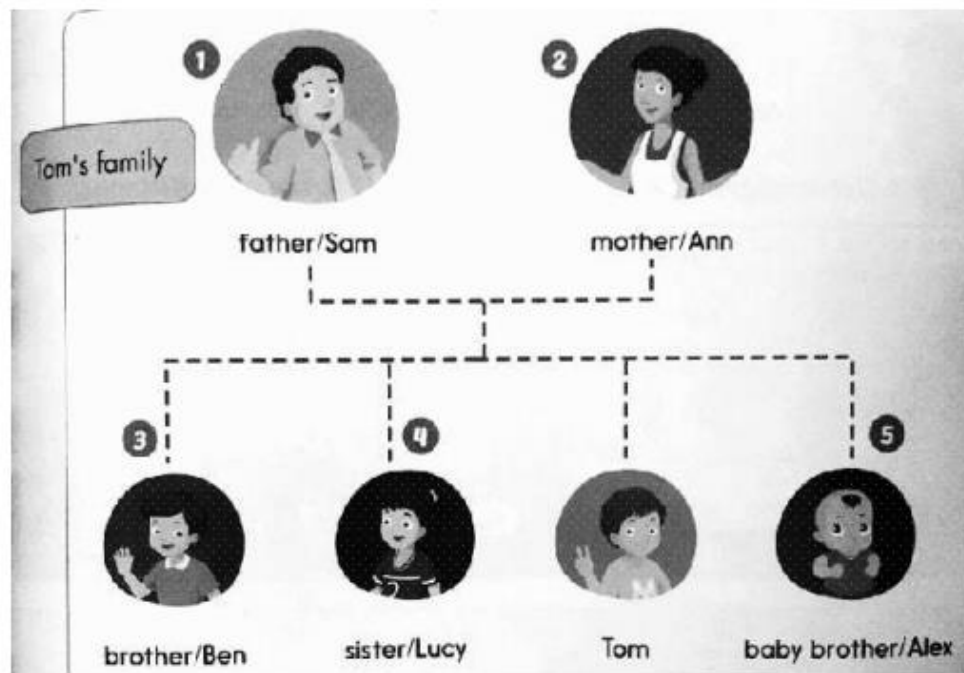 1
2
Tom's family
father/Sam
mother/Ann
3
4
5
brother/Ben
sister/Lucy
Tom
baby brother/Alex